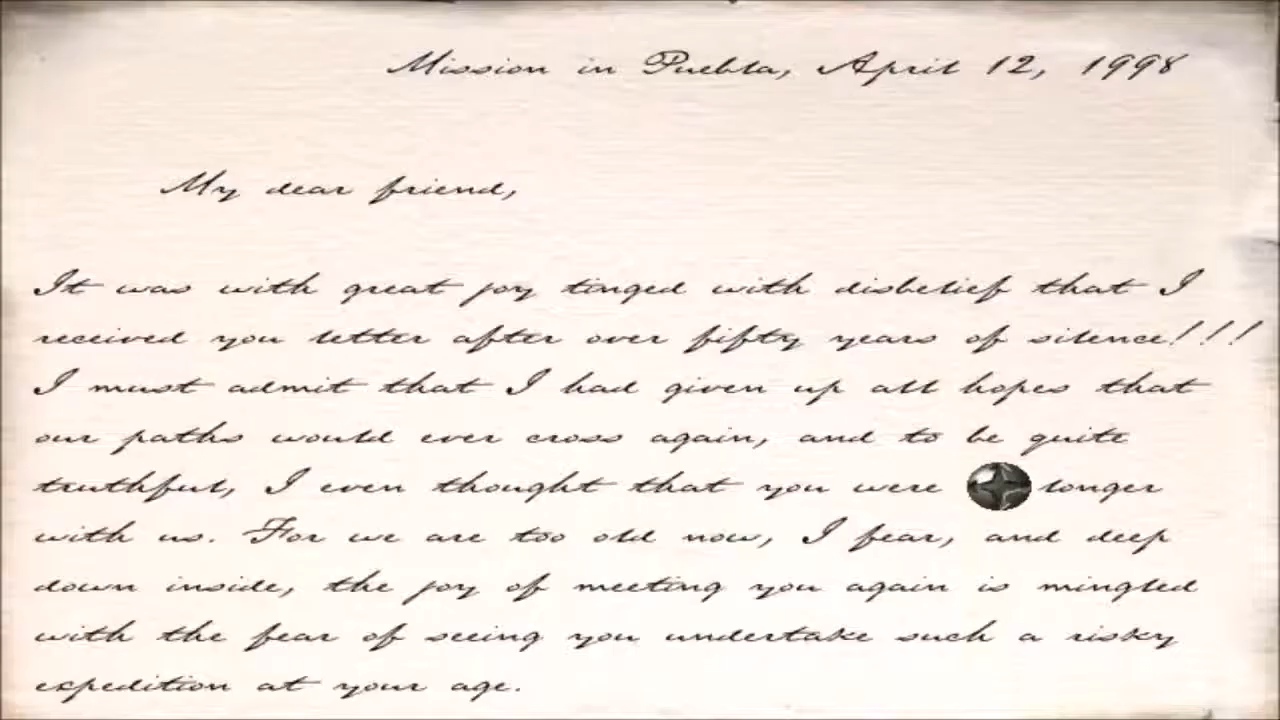 Mission in Puebla, April 12, 1998
My dear friend,
It was with great joy tinged with disbelief that I
received you letter after over fifty years of silence!!!
I must admit that I had given up all hopes that
our paths would ever cross again, and to be quite
truthful, I even thought that you were longer
with us. For we are too old now, I fear, and deep
down inside, the joy of meeting you again is mingled
with the fear of seeing you undertake such a risky
expedition at your age.